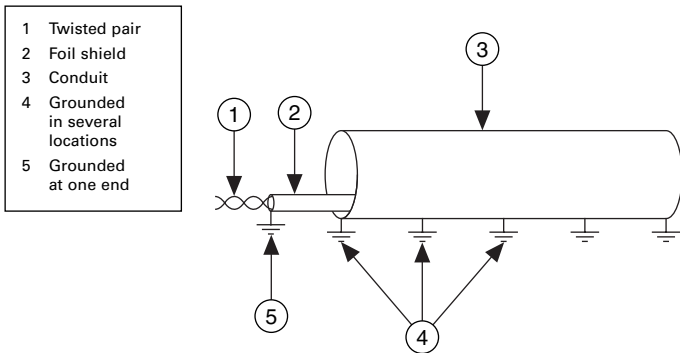 1 Twisted pair
2 Foil shield
3 Conduit
4 Grounded
in several
locations
5 Grounded
at one end
3
1
2
5
4